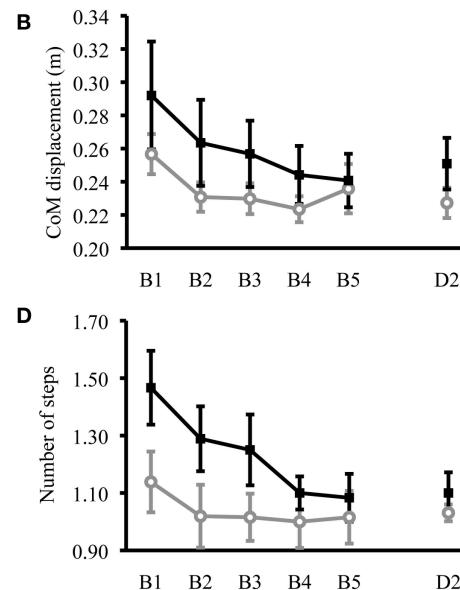 B
CoM displacement (m)
0.34
0.32
0.30
0.28
0.26
0.24
0.22
0.20
B1 B2 B3 B4 B5 D2
D
Number of steps
1.70
1.50
1.30
1.10
0.90
B1 B2 B3 B4 B5 D2